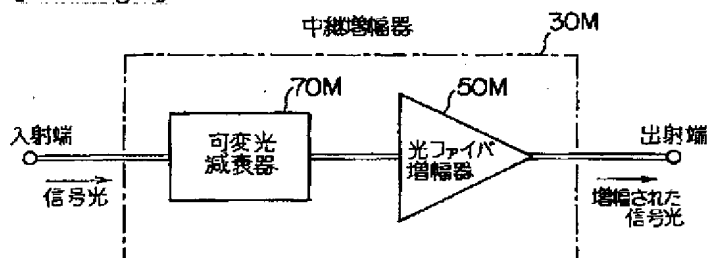 中継増幅器
30M
70M
50M
入射端
可変光
減衰器
光ファイバ
増幅器
出射端
信号光
増幅された
信号光